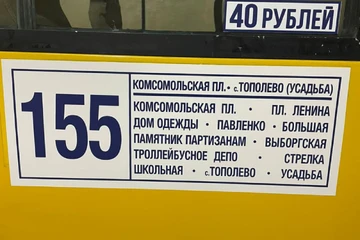 40 РУБЛЕЙ
155
КОМСОМОЛЬСКАЯ ПЛ. · с.ТОПОЛЕВО (УСАДЬБА)
КОМСОМОЛЬСКАЯ ПЛ. · ПЛ. ЛЕНИНА
ДОМ ОДЕЖДЫ · ПАВЛЕНКО · БОЛЬШАЯ
ПАМЯТНИК ПАРТИЗАНАМ · ВЫБОРГСКАЯ
ТРОЛЛЕЙБУСНОЕ ДЕПО · СТРЕЛКА
ШКОЛЬНАЯ · с.ТОПОЛЕВО · УСАДЬБА